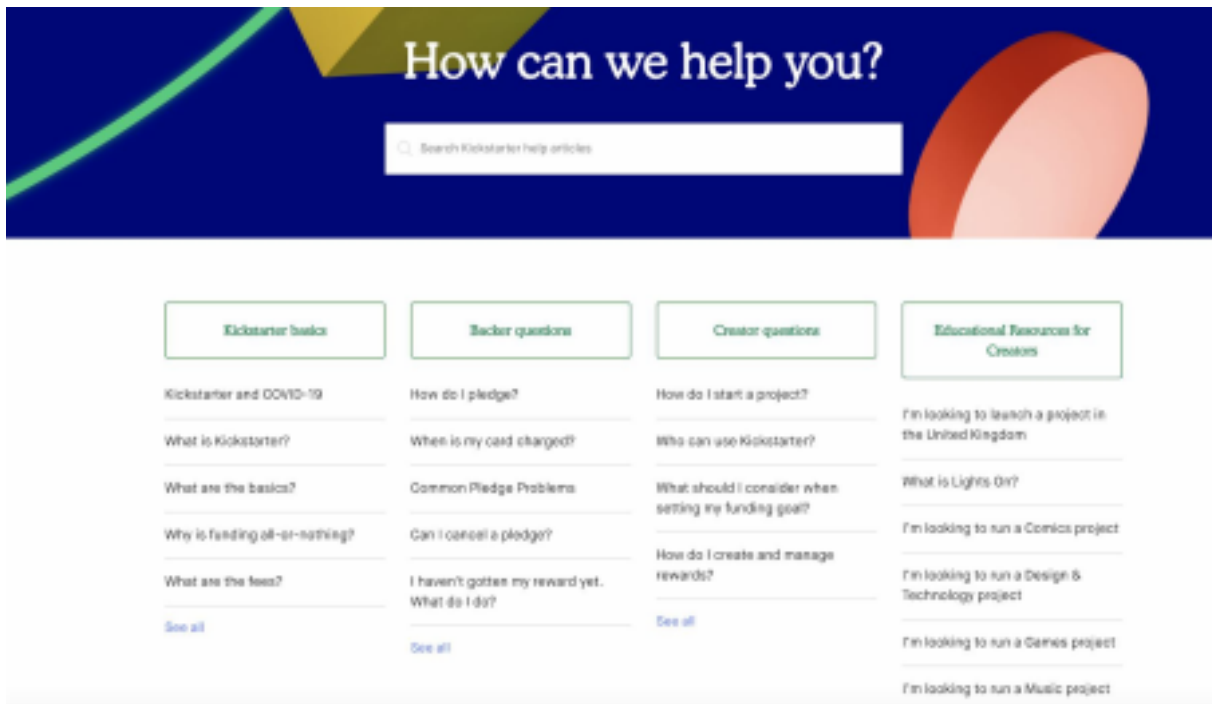 How can we help you?
Search Kickstarter help articles
Kickstarter basics
Kickstarter and COVID-19
What is Kickstarter?
What are the basics?
Why is funding all-or-nothing?
What are the fees?
See all
Backer questions
How do I pledge?
When is my card charged?
Common Pledge Problems
Can I cancel a pledge?
I haven't gotten my reward yet.
What do I do?
See all
Creator questions
How do I start a project?
Who can use Kickstarter?
What should I consider when
setting my funding goal?
How do I create and manage
rewards?
See all
Educational Resources for
Creators
I'm looking to launch a project in
the United Kingdom
What is Lights On?
I'm looking to run a Comics project
I'm looking to run a Design &
Technology project
I'm looking to run a Games project
I'm looking to run a Music project